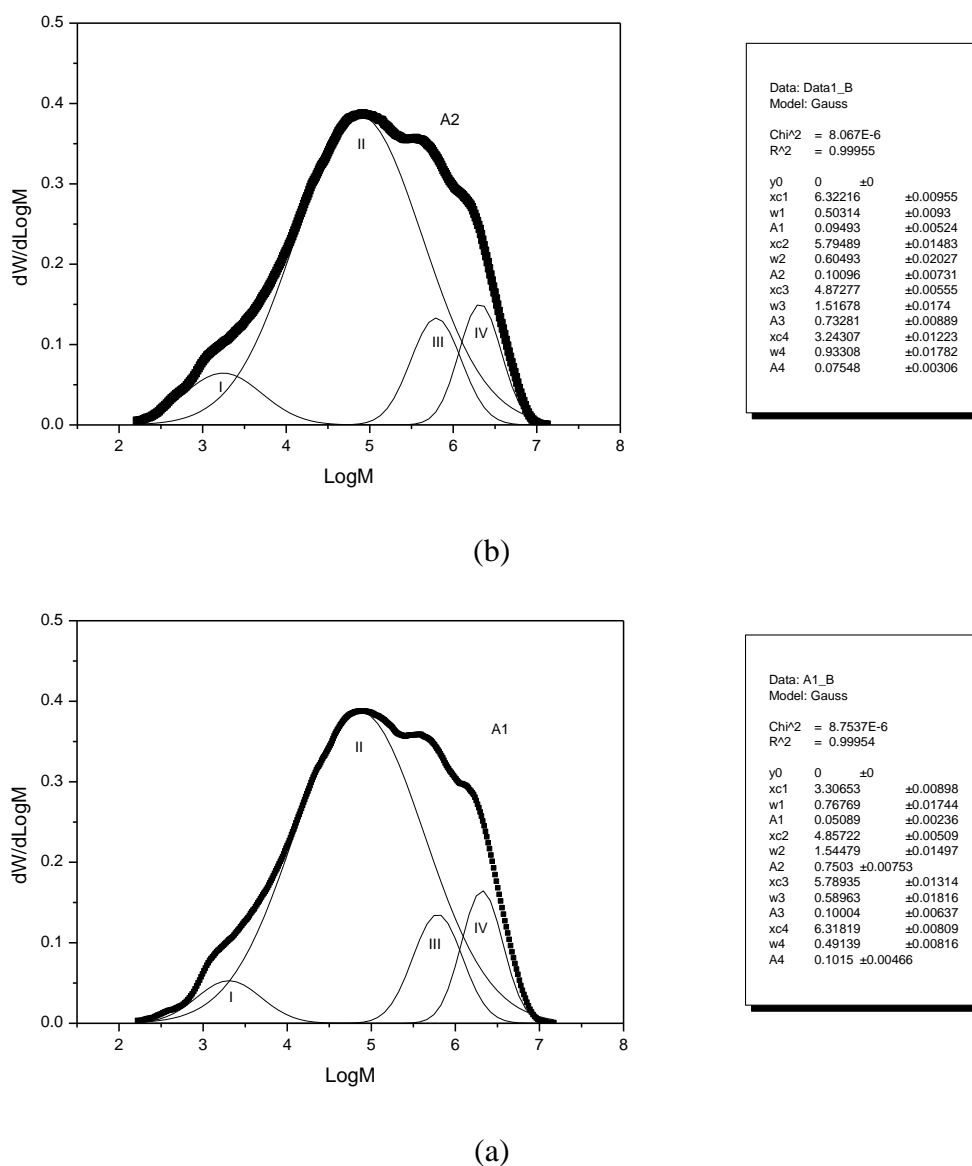 0.5
0.4
0.3
0.2
0.1
0.0
dW/dLogM
A2
II
III
IV
I
2 3 4 5 6 7 8
LogM
Data: Data1_B
Model: Gauss
Chi^2 = 8.067E-6
R^2 = 0.99955
y0 0 ±0
xc1 6.32216 ±0.00955
w1 0.50314 ±0.0093
A1 0.09493 ±0.00524
xc2 5.79489 ±0.01483
w2 0.60493 ±0.02027
A2 0.10096 ±0.00731
xc3 4.87277 ±0.00555
w3 1.51678 ±0.0174
A3 0.73281 ±0.00889
xc4 3.24307 ±0.01223
w4 0.93308 ±0.01782
A4 0.07548 ±0.00306
(b)
0.5
0.4
0.3
0.2
0.1
0.0
dW/dLogM
A1
II
III
IV
I
2 3 4 5 6 7 8
LogM
Data: A1_B
Model: Gauss
Chi^2 = 8.7537E-6
R^2 = 0.99954
y0 0 ±0
xc1 3.30653 ±0.00898
w1 0.76769 ±0.01744
A1 0.05089 ±0.00236
xc2 4.85722 ±0.00509
w2 1.54479 ±0.01497
A2 0.7503 ±0.00753
xc3 5.78935 ±0.01314
w3 0.58963 ±0.01816
A3 0.10004 ±0.00637
xc4 6.31819 ±0.00809
w4 0.49139 ±0.00816
A4 0.1015 ±0.00466
(a)